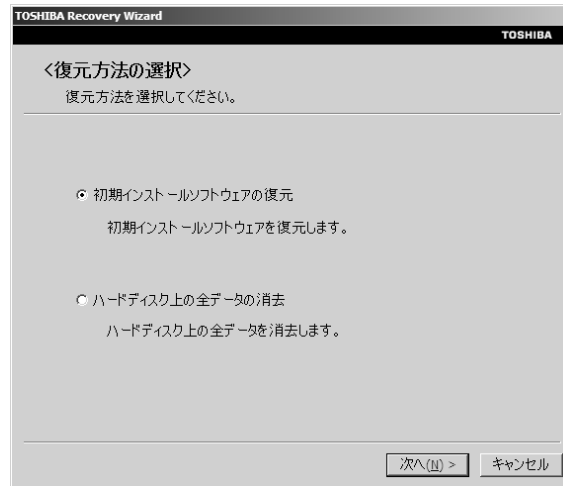 TOSHIBA Recovery Wizard
TOSHIBA
<復元方法の選択>
復元方法を選択してください。
初期インストールソフトウェアの復元
初期インストールソフトウェアを復元します。
ハードディスク上の全データの消去
ハードディスク上の全データを消去します。
次へ(N) > キャンセル